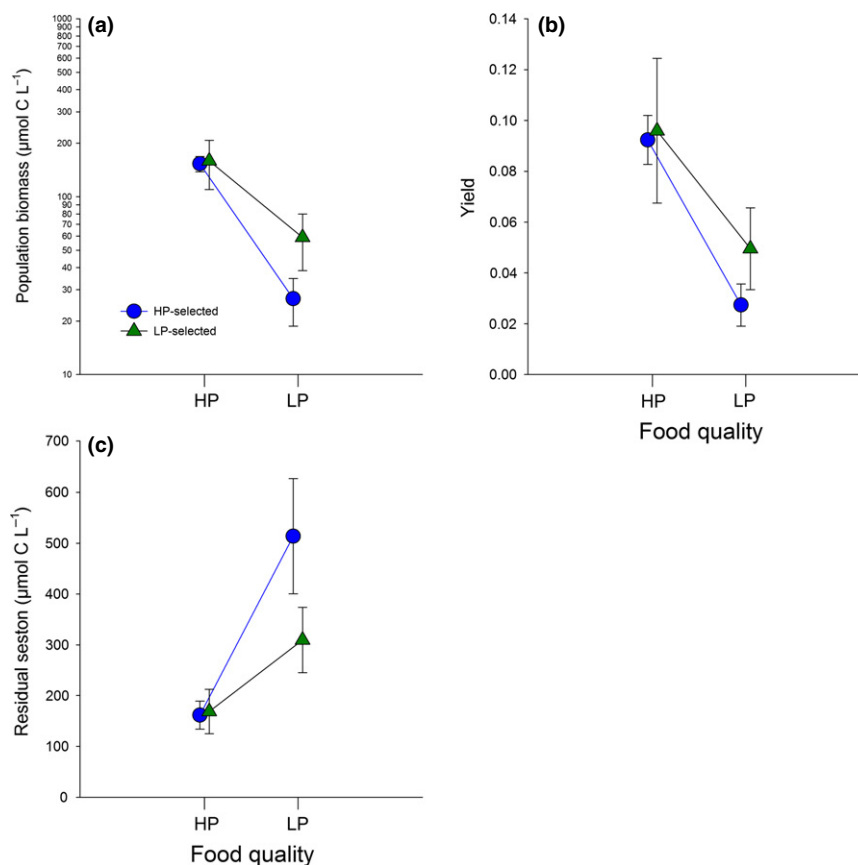 (a)
Population biomass (µmol C L⁻¹)
1000
900
800
700
600
500
400
300
200
100
90
80
70
60
50
40
30
20
10
HP-selected
LP-selected
HP LP
(b)
Yield
0.14
0.12
0.10
0.08
0.06
0.04
0.02
0.00
HP LP
Food quality
(c)
Residual seston (µmol C L⁻¹)
700
600
500
400
300
200
100
0
HP LP
Food quality